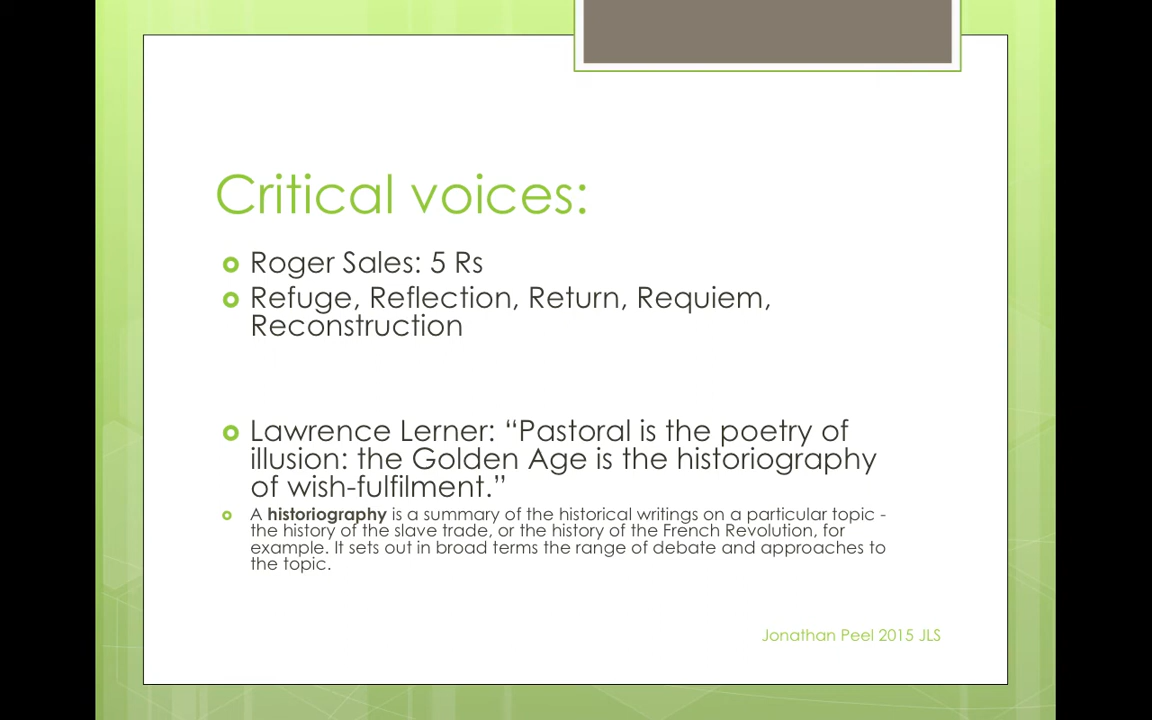 Critical voices:
Roger Sales: 5 Rs
Refuge, Reflection, Return, Requiem,
Reconstruction
Lawrence Lerner: “Pastoral is the poetry of
illusion: the Golden Age is the historiography
of wish-fulfilment.”
A historiography is a summary of the historical writings on a particular topic -
the history of the slave trade, or the history of the French Revolution, for
example. It sets out in broad terms the range of debate and approaches to
the topic.
Jonathan Peel 2015 JLS